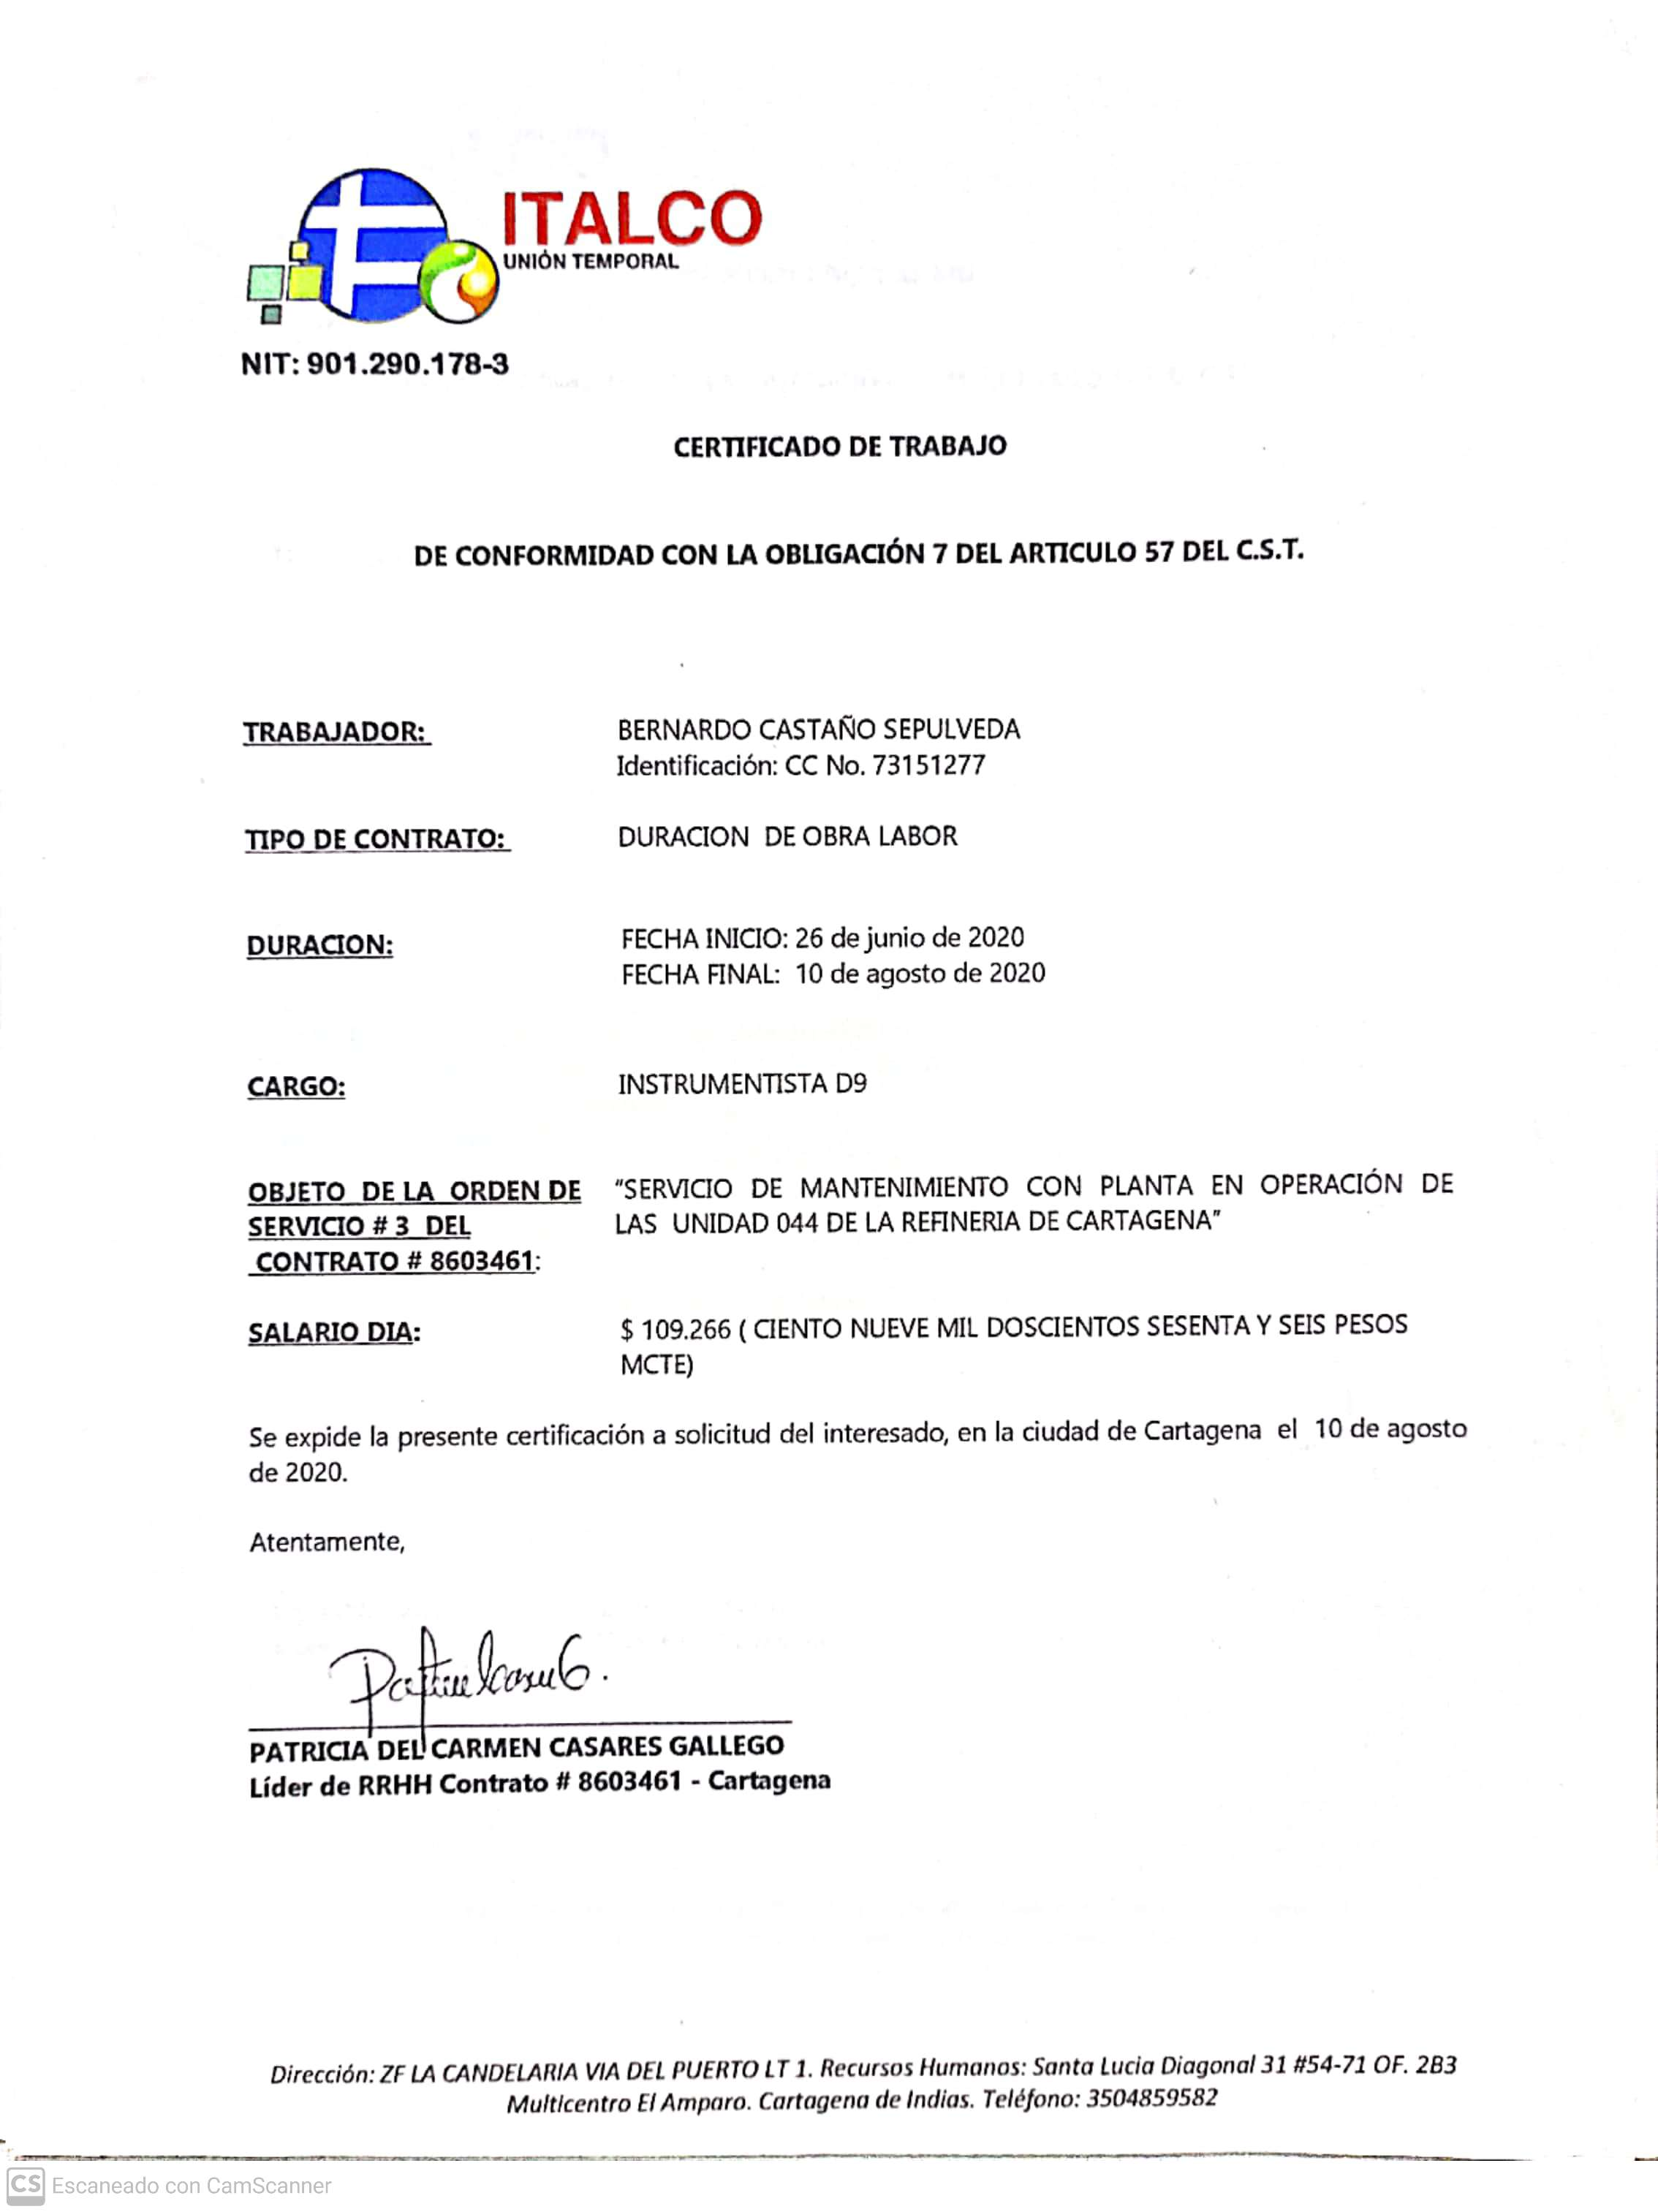 ITALCO
UNIÓN TEMPORAL
NIT: 901.290.178-3
CERTIFICADO DE TRABAJO
DE CONFORMIDAD CON LA OBLIGACIÓN 7 DEL ARTICULO 57 DEL C.S.T.
TRABAJADOR: BERNARDO CASTAÑO SEPULVEDA
Identificación: CC No. 73151277
TIPO DE CONTRATO: DURACION DE OBRA LABOR
DURACION: FECHA INICIO: 26 de junio de 2020
FECHA FINAL: 10 de agosto de 2020
CARGO: INSTRUMENTISTA D9
OBJETO DE LA ORDEN DE
SERVICIO # 3 DEL
CONTRATO # 8603461:
"SERVICIO DE MANTENIMIENTO CON PLANTA EN OPERACIÓN DE
LAS UNIDAD 044 DE LA REFINERIA DE CARTAGENA"
SALARIO DIA: $ 109.266 ( CIENTO NUEVE MIL DOSCIENTOS SESENTA Y SEIS PESOS
MCTE)
Se expide la presente certificación a solicitud del interesado, en la ciudad de Cartagena el 10 de agosto
de 2020.
Atentamente,
PATRICIA DEL CARMEN CASARES GALLEGO
Líder de RRHH Contrato # 8603461 - Cartagena
Dirección: ZF LA CANDELARIA VIA DEL PUERTO LT 1. Recursos Humanos: Santa Lucia Diagonal 31 #54-71 OF. 2B3
Multicentro El Amparo. Cartagena de Indias. Teléfono: 3504859582
CS Escaneado con CamScanner